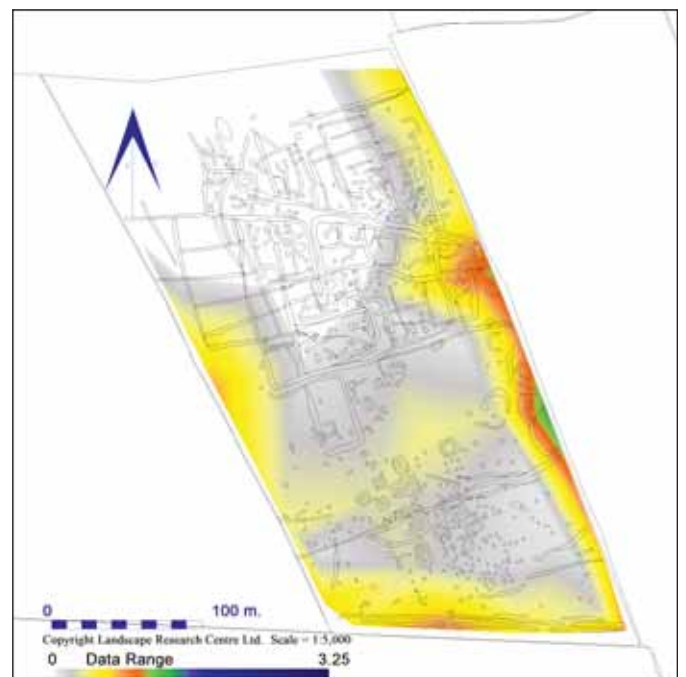 0 100 m.
Copyright Landscape Research Centre Ltd. Scale = 1:5,000
0 Data Range 3.25